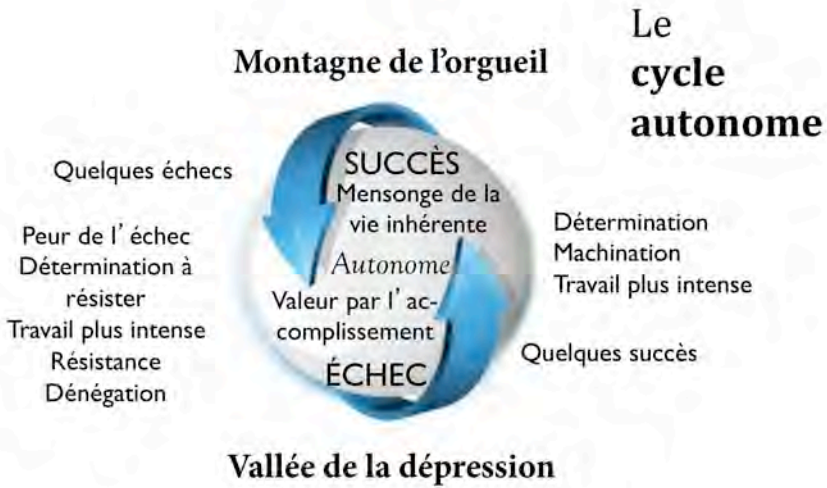 Le
cycle
autonome
Montagne de l'orgueil
Quelques échecs
Peur de l'échec
Détermination à
résister
Travail plus intense
Résistance
Dénégation
SUCCÈS
Mensonge de la
vie inhérente
Autonome
Valeur par l'ac-
complissement
ÉCHEC
Détermination
Machination
Travail plus intense
Quelques succès
Vallée de la dépression